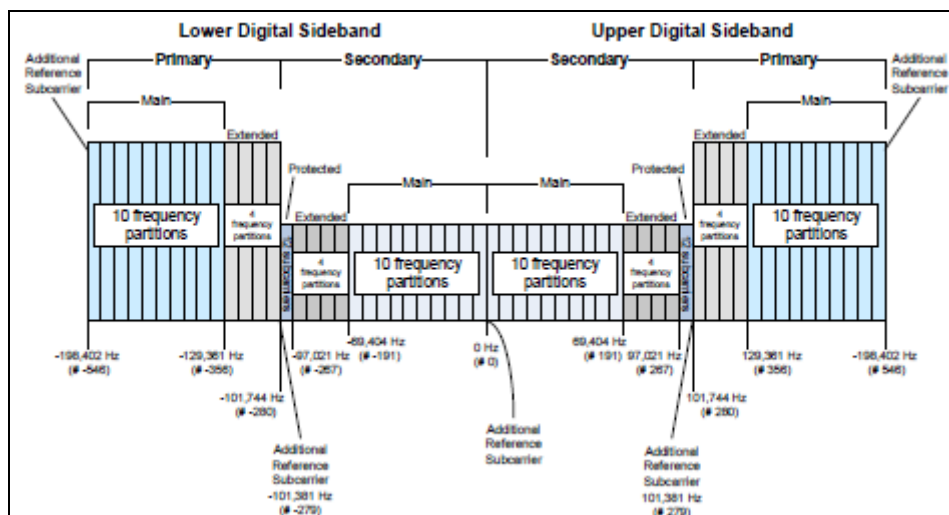 Lower Digital Sideband
Upper Digital Sideband
Additional
Reference
Subcarrier
Primary
Secondary
Secondary
Primary
Additional
Reference
Subcarrier
Main
Extended
Protected
Main
Main
Extended
Protected
Extended
Main
Extended
10 frequency
partitions
4
frequency
partitions
12 subcarriers
4
frequency
partitions
10 frequency
partitions
10 frequency
partitions
4
frequency
partitions
12 subcarriers
4
frequency
partitions
10 frequency
partitions
-198,402 Hz
(# -546)
-129,361 Hz
(# -356)
-101,744 Hz
(# -280)
-97,021 Hz
(# -267)
-69,404 Hz
(# -191)
0 Hz
(# 0)
69,404 Hz
(# 191)
97,021 Hz
(# 267)
101,744 Hz
(# 280)
129,361 Hz
(# 356)
-198,402 Hz
(# 546)
Additional
Reference
Subcarrier
-101,381 Hz
(# -279)
Additional
Reference
Subcarrier
Additional
Reference
Subcarrier
101,381 Hz
(# 279)